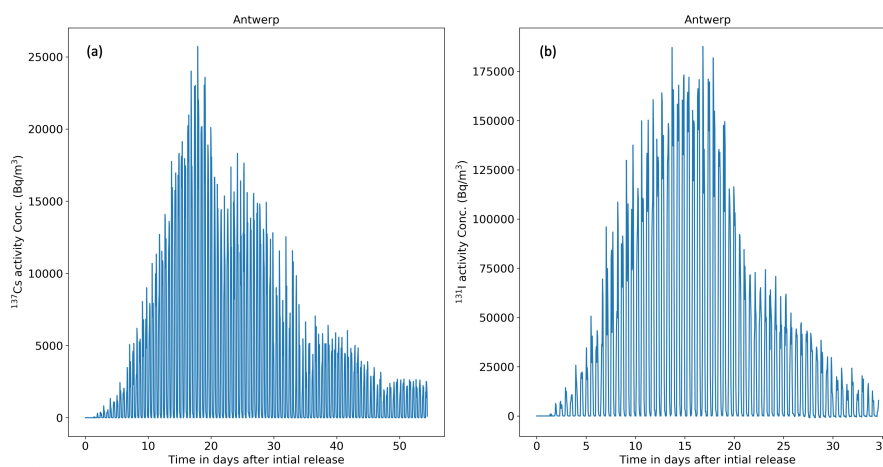 Antwerp
(a)
25000
20000
15000
10000
5000
0
¹³⁷Cs activity Conc. (Bq/m³)
0 10 20 30 40 50
Time in days after intial release
Antwerp
(b)
175000
150000
125000
100000
75000
50000
25000
0
¹³¹I activity Conc. (Bq/m³)
0 5 10 15 20 25 30 3
Time in days after intial release